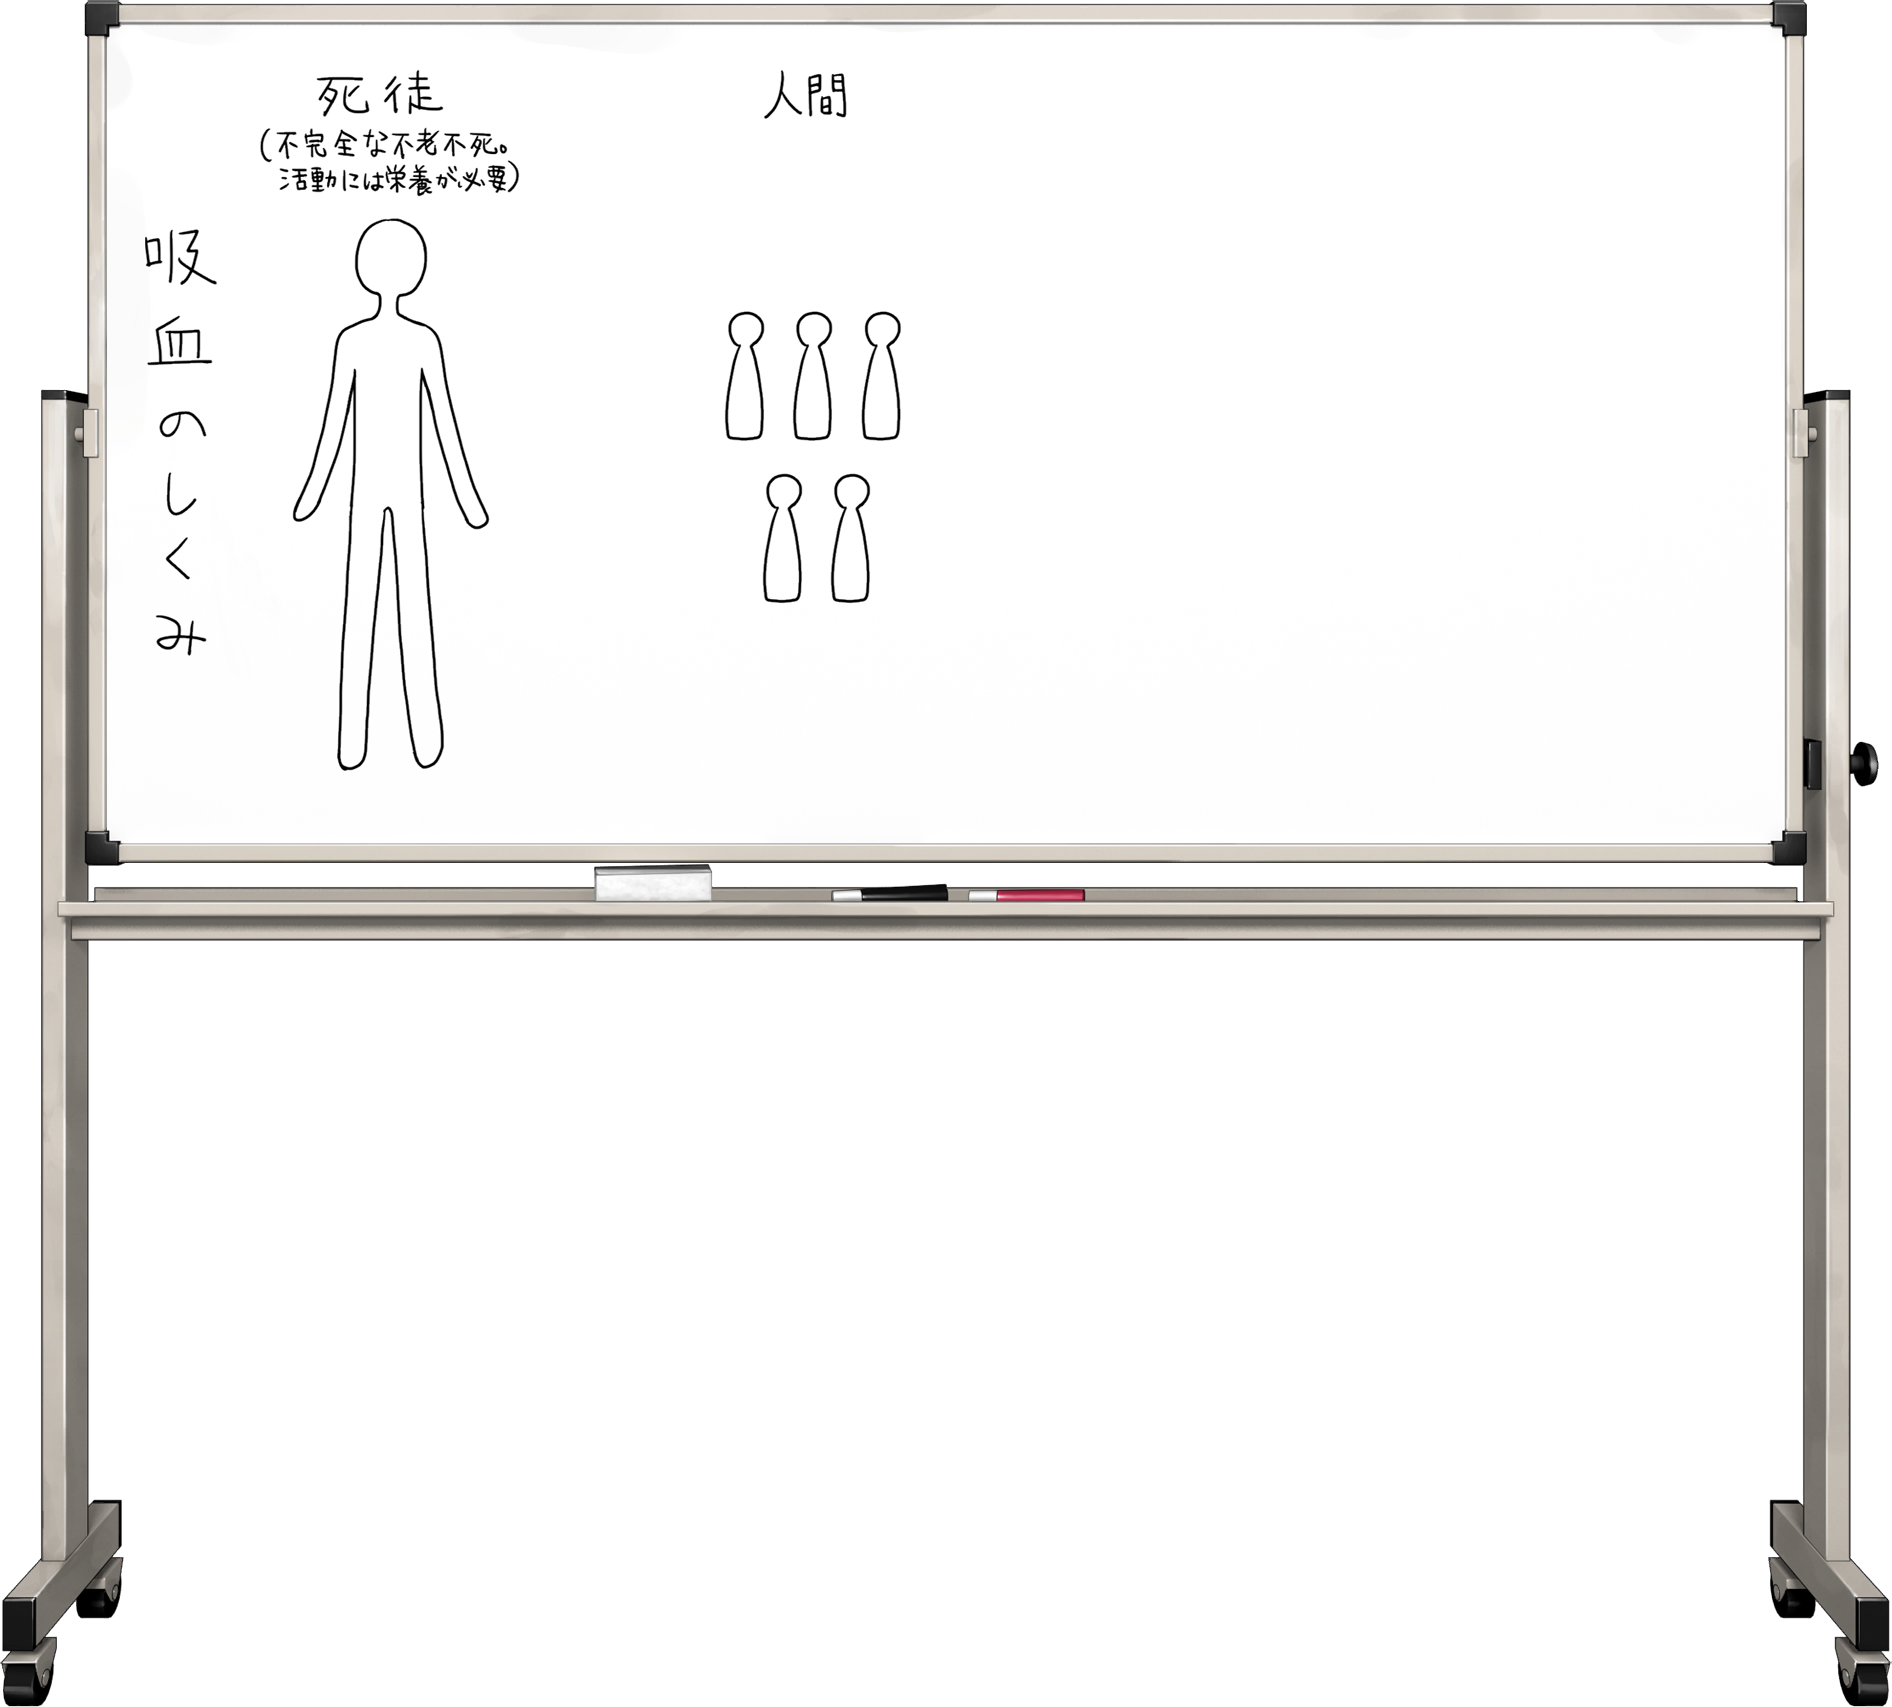 吸血のしくみ
死徒
(不完全な不老不死。
活動には栄養が必要)
人間